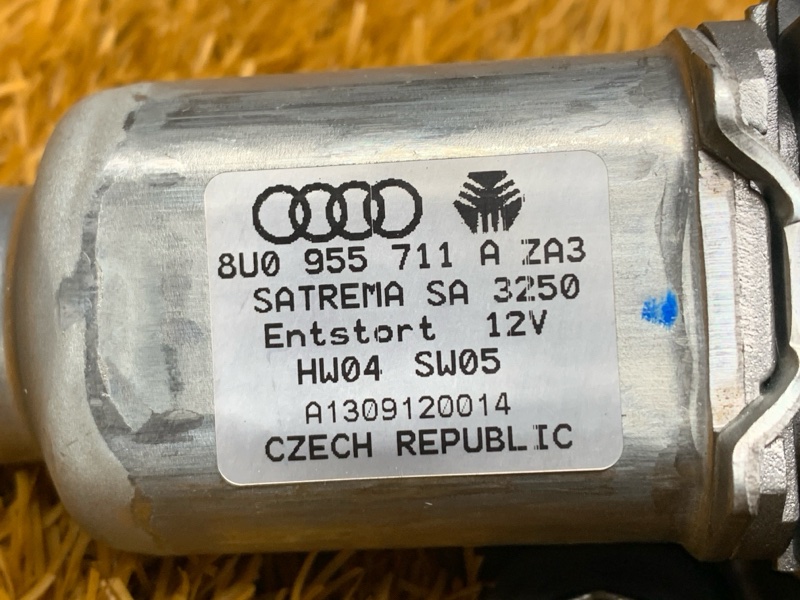 8U0 955 711 A ZA3
SATREMA SA 3250
Entstort 12V
HW04 SW05
A1309120014
CZECH REPUBLIC